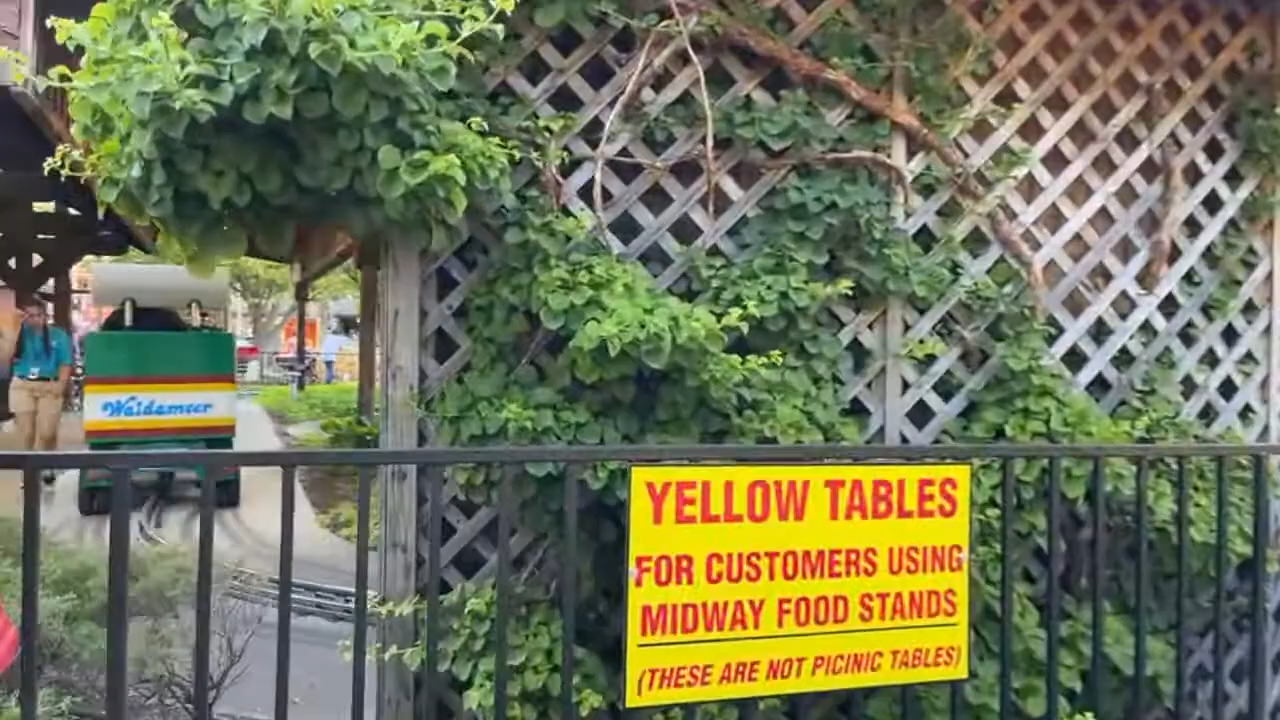 Waldameer
YELLOW TABLES
FOR CUSTOMERS USING
MIDWAY FOOD STANDS
(THESE ARE NOT PICINIC TABLES)